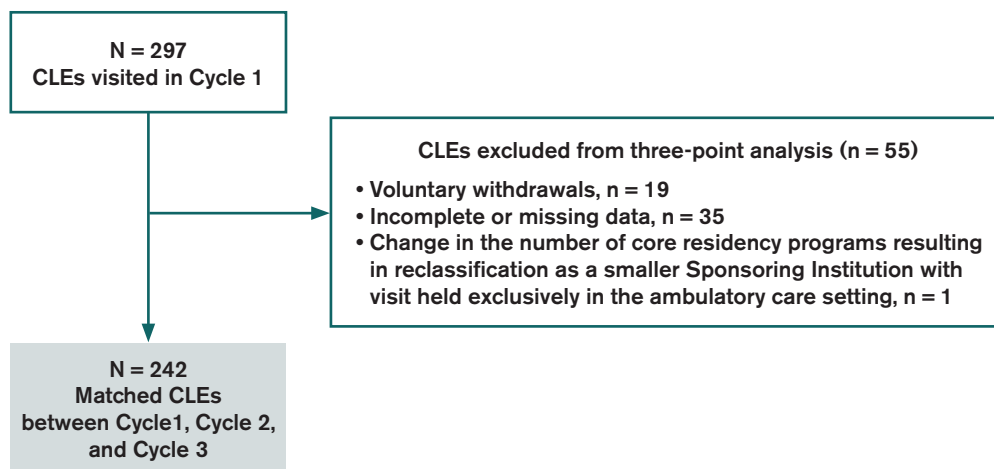 N = 297
CLEs visited in Cycle 1
CLEs excluded from three-point analysis (n = 55)
• Voluntary withdrawals, n = 19
• Incomplete or missing data, n = 35
• Change in the number of core residency programs resulting
in reclassification as a smaller Sponsoring Institution with
visit held exclusively in the ambulatory care setting, n = 1
N = 242
Matched CLEs
between Cycle1, Cycle 2,
and Cycle 3